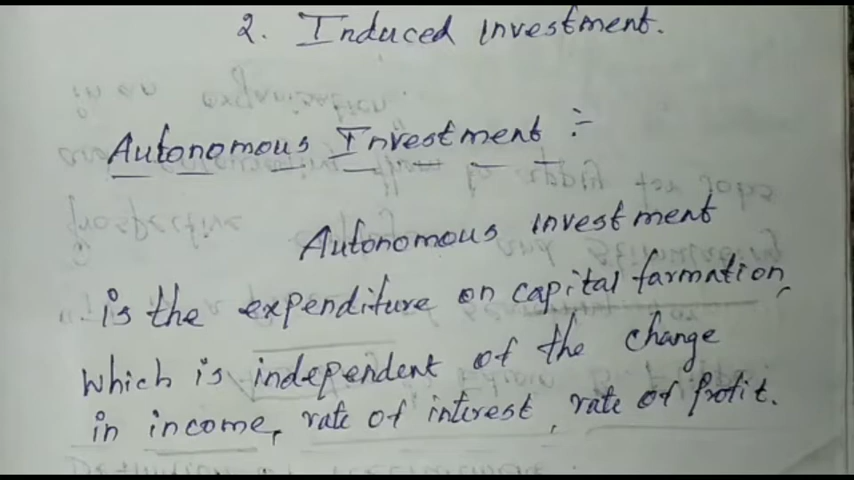 2. Induced investment.
Autonomous Investment :-
Autonomous investment
is the expenditure on capital farmation,
which is independent of the change
in income, rate of interest, rate of profit.